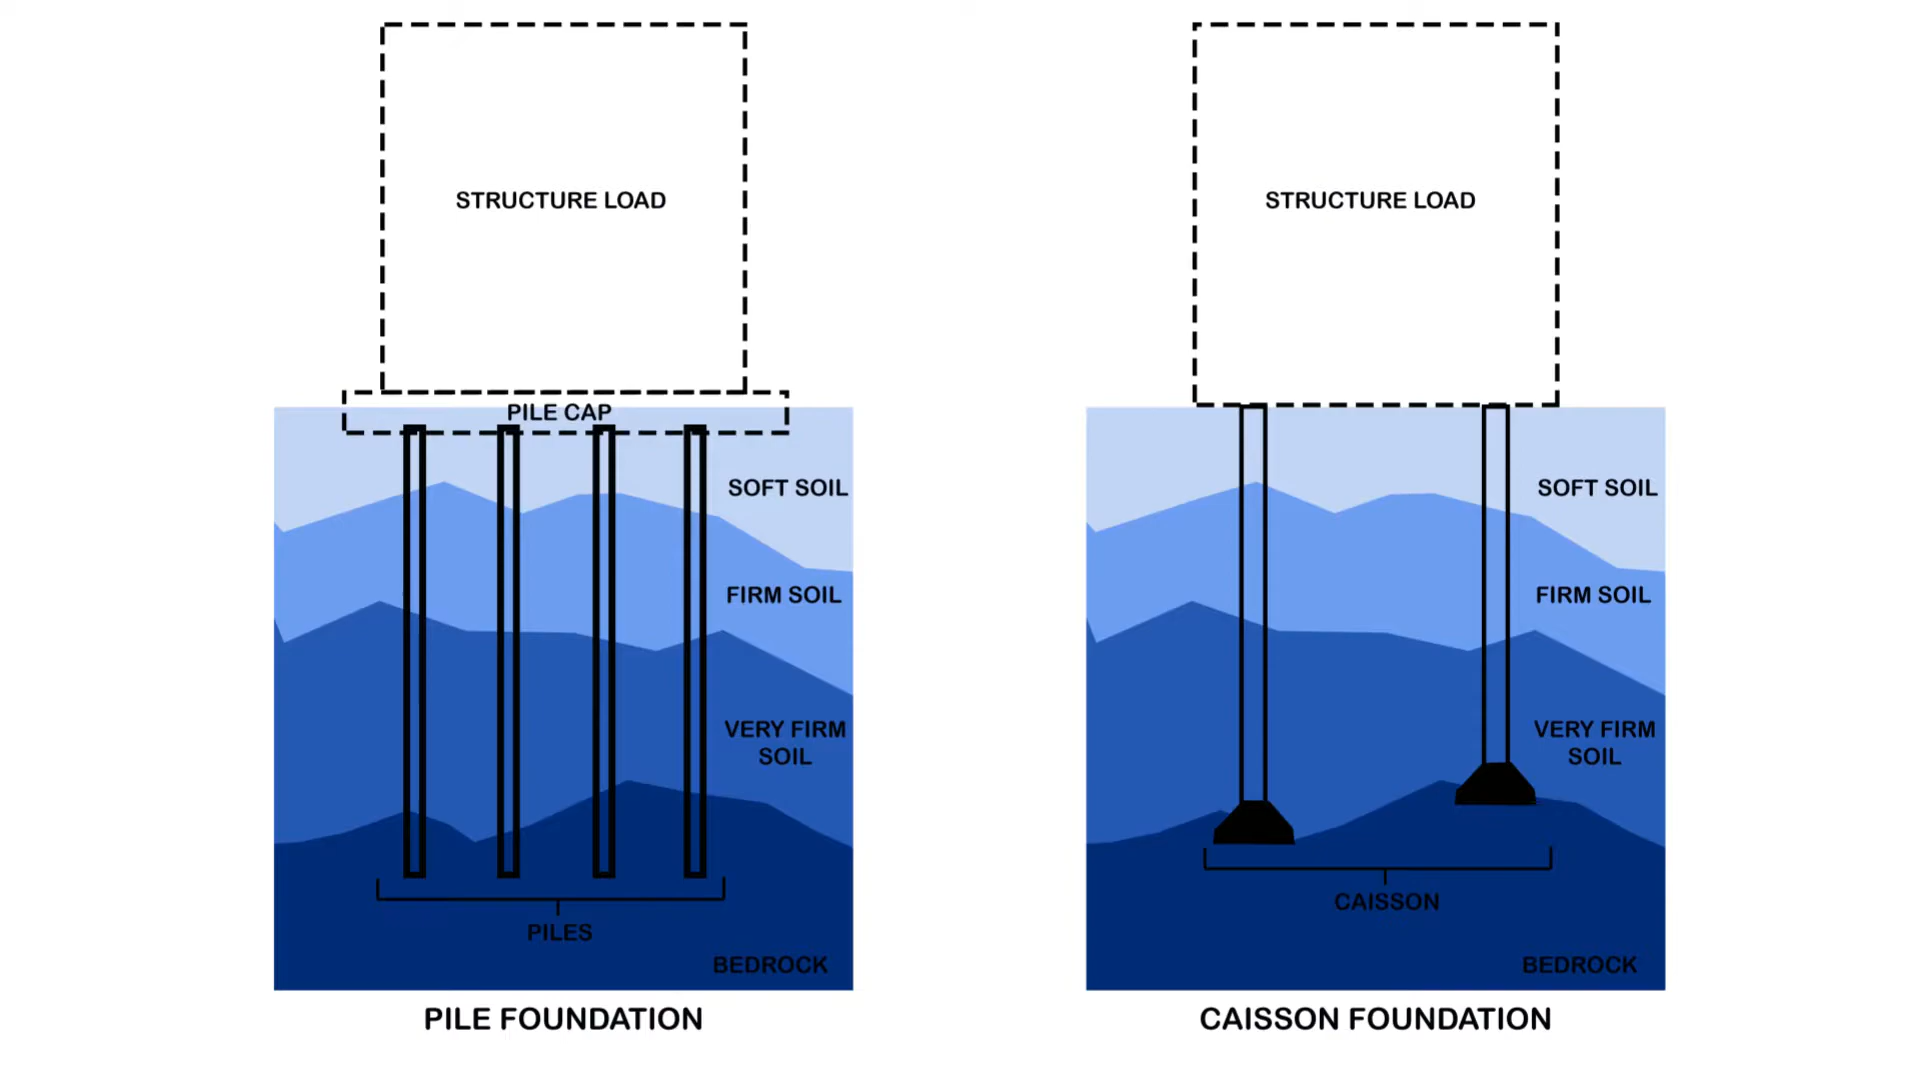 STRUCTURE LOAD
PILE CAP
SOFT SOIL
FIRM SOIL
VERY FIRM
SOIL
PILES
BEDROCK
PILE FOUNDATION
STRUCTURE LOAD
SOFT SOIL
FIRM SOIL
VERY FIRM
SOIL
CAISSON
BEDROCK
CAISSON FOUNDATION